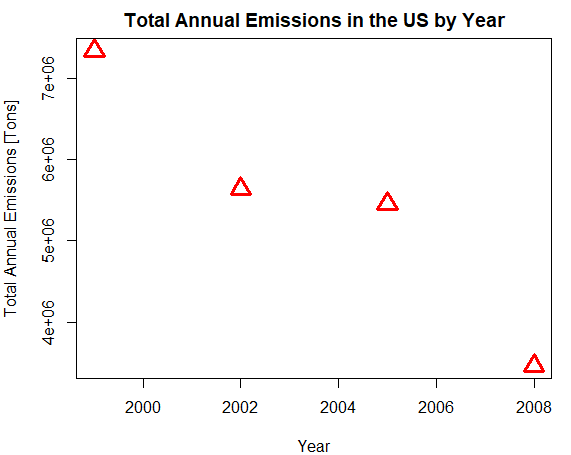 Total Annual Emissions in the US by Year
Total Annual Emissions [Tons]
7e+06
6e+06
5e+06
4e+06
2000 2002 2004 2006 2008
Year